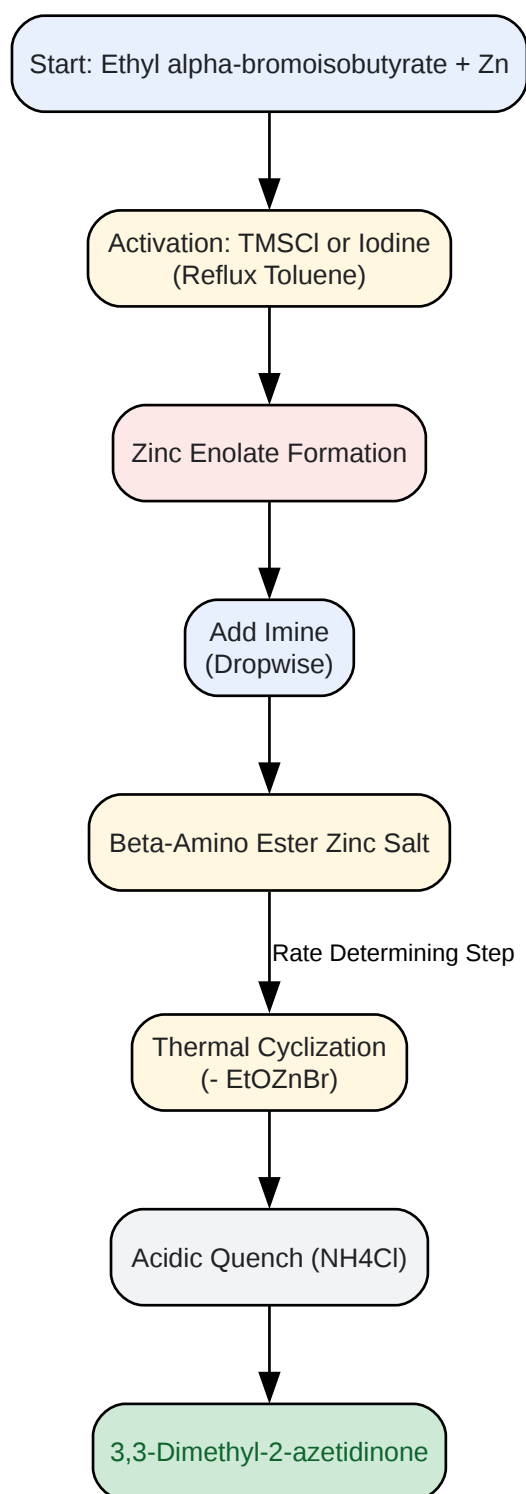 Start: Ethyl alpha-bromoisobutyrate + Zn
Activation: TMSCl or Iodine
(Reflux Toluene)
Zinc Enolate Formation
Add Imine
(Dropwise)
Beta-Amino Ester Zinc Salt
Rate Determining Step
Thermal Cyclization
(- EtOZnBr)
Acidic Quench (NH4Cl)
3,3-Dimethyl-2-azetidinone